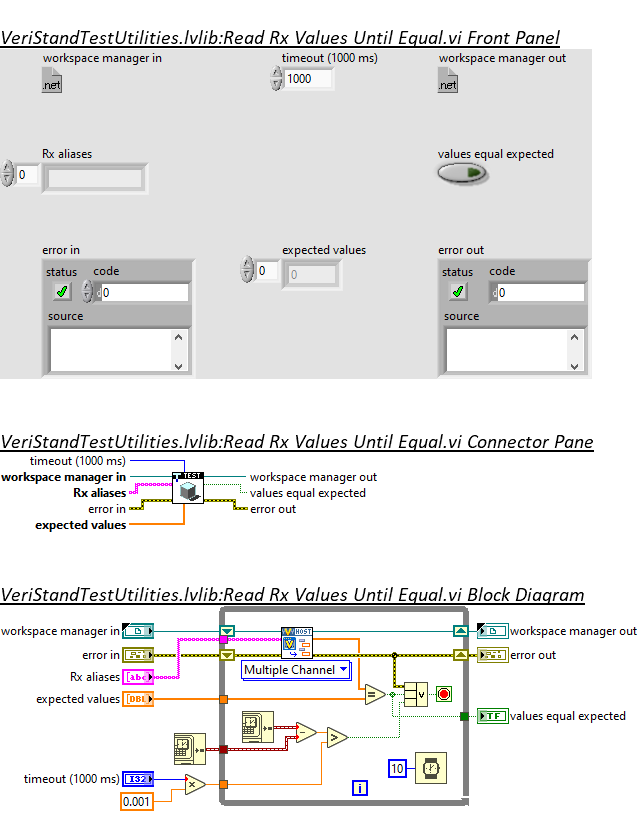 VeriStandTestUtilities.lvlib:Read Rx Values Until Equal.vi Front Panel
workspace manager in
timeout (1000 ms)
workspace manager out
.net
1000
.net
Rx aliases
values equal expected
0
error in
expected values
error out
status code
0
0
status code
0
0
source
source
VeriStandTestUtilities.lvlib:Read Rx Values Until Equal.vi Connector Pane
timeout (1000 ms)
TEST
workspace manager in
workspace manager out
Rx aliases
values equal expected
error in
error out
expected values
VeriStandTestUtilities.lvlib:Read Rx Values Until Equal.vi Block Diagram
workspace manager in
HOST
workspace manager out
error in
error out
Multiple Channel
Rx aliases
abc
expected values
DBL
=
V
TF
values equal expected
-
>
timeout (1000 ms)
I32
x
10
0.001
i